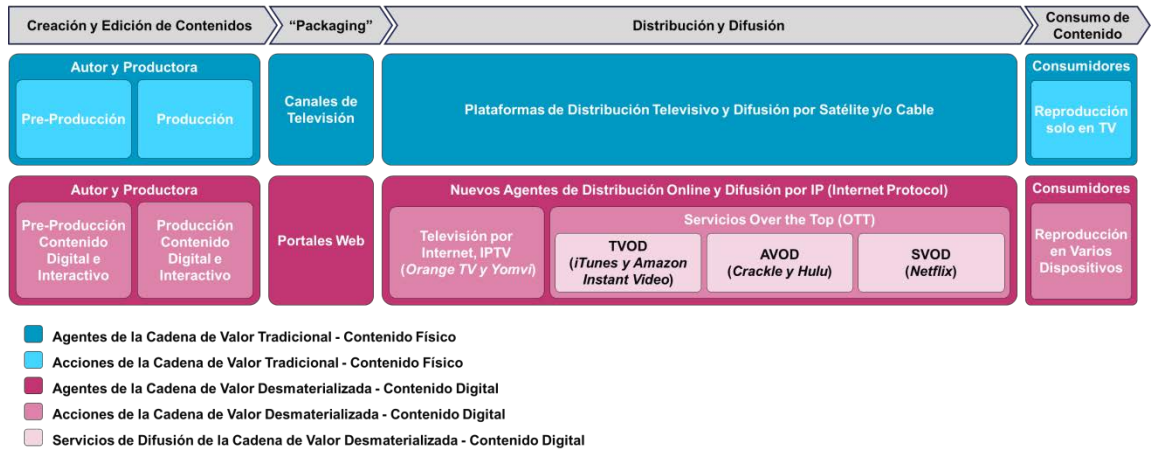 Creación y Edición de Contenidos
“Packaging”
Distribución y Difusión
Consumo de
Contenido
Autor y Productora
Pre-Producción
Producción
Canales de
Televisión
Plataformas de Distribución Televisivo y Difusión por Satélite y/o Cable
Consumidores
Reproducción
solo en TV
Autor y Productora
Pre-Producción
Contenido
Digital e
Interactivo
Producción
Contenido
Digital e
Interactivo
Portales Web
Nuevos Agentes de Distribución Online y Difusión por IP (Internet Protocol)
Televisión por
Internet, IPTV
(Orange TV y Yomvi)
Servicios Over the Top (OTT)
TVOD
(iTunes y Amazon
Instant Video)
AVOD
(Crackle y Hulu)
SVOD
(Netflix)
Consumidores
Reproducción
en Varios
Dispositivos
Agentes de la Cadena de Valor Tradicional - Contenido Físico
Acciones de la Cadena de Valor Tradicional - Contenido Físico
Agentes de la Cadena de Valor Desmaterializada - Contenido Digital
Acciones de la Cadena de Valor Desmaterializada - Contenido Digital
Servicios de Difusión de la Cadena de Valor Desmaterializada - Contenido Digital